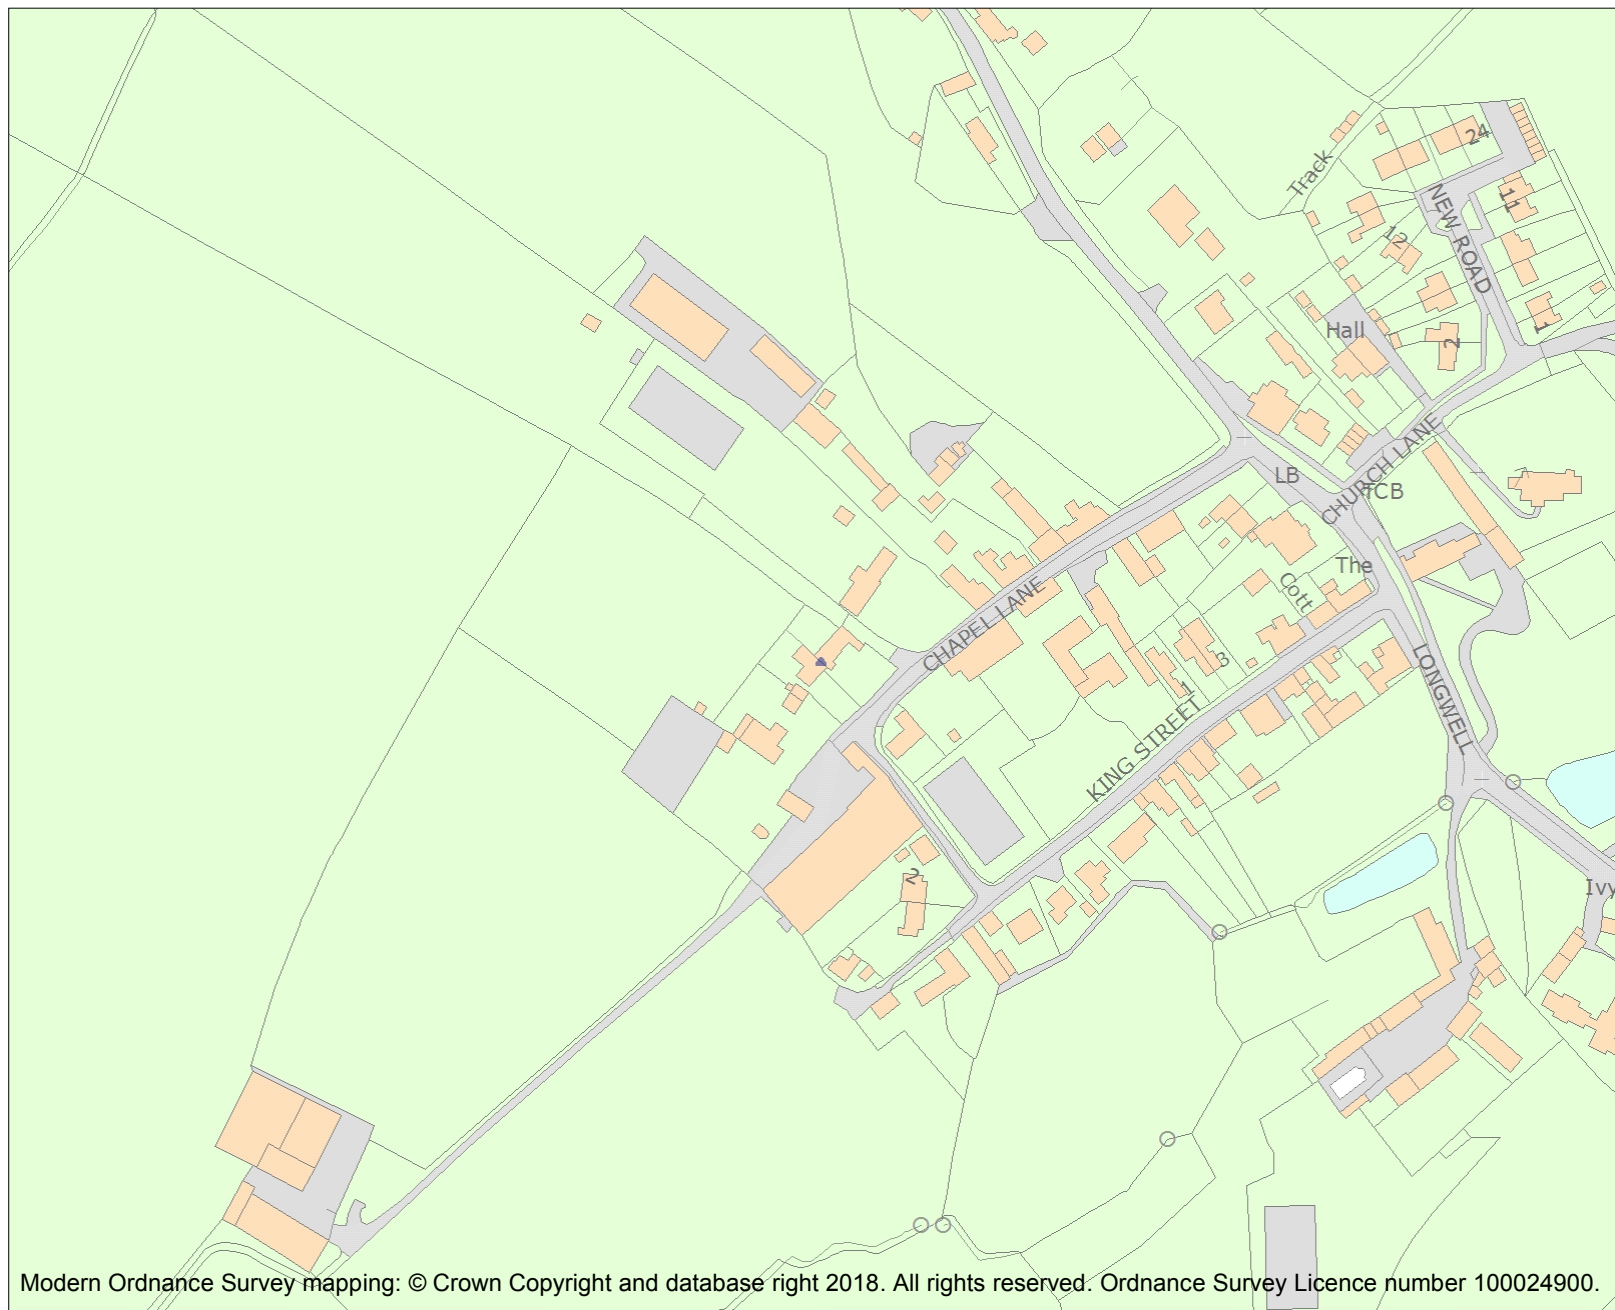 24
Track
11
NEW ROAD
12
1
Hall
2
LB
TCB
CHURCH LANE
The
Cott
CHAPEL LANE
3
1
LONGWELL
KING STREET
2
Ivy
Modern Ordnance Survey mapping: © Crown Copyright and database right 2018. All rights reserved. Ordnance Survey Licence number 100024900.